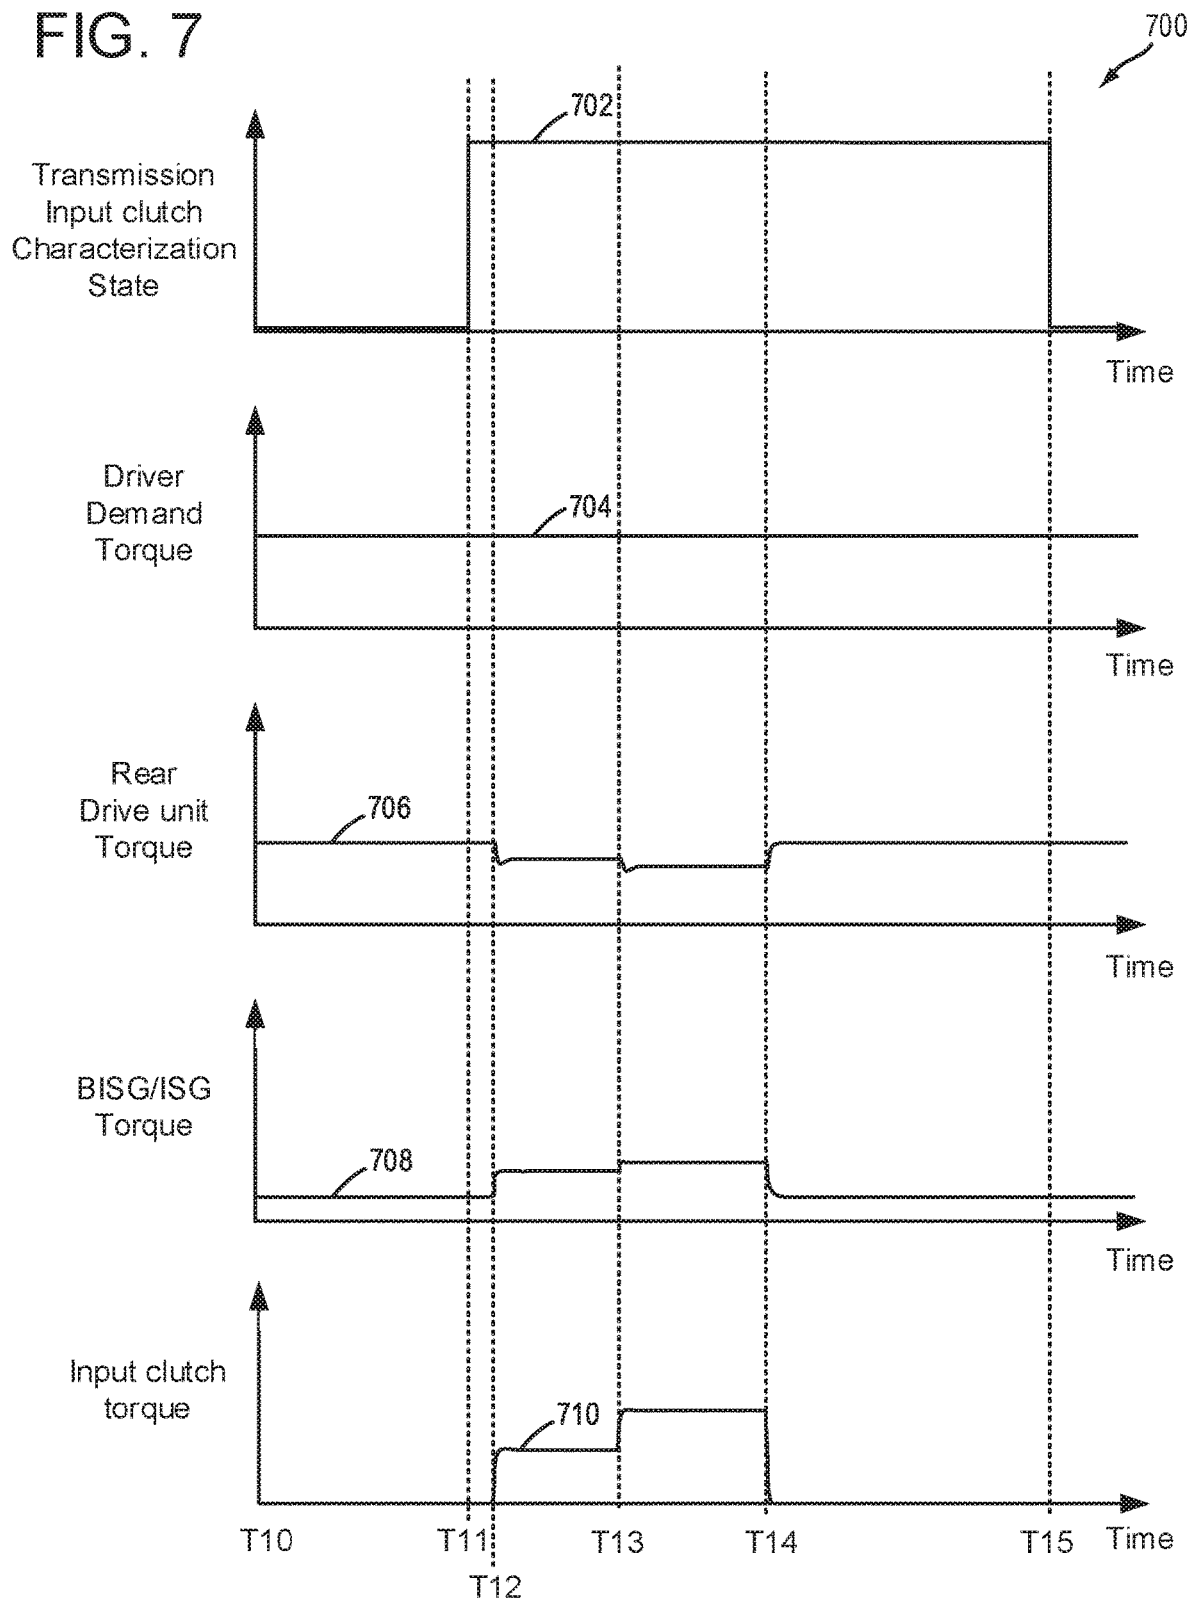 FIG. 7
700
702
Transmission
Input clutch
Characterization
State
Time
Driver
Demand
Torque
704
Time
Rear
Drive unit
Torque
706
Time
BISG/ISG
Torque
708
Time
Input clutch
torque
710
T10
T11
T12
T13
T14
T15
Time